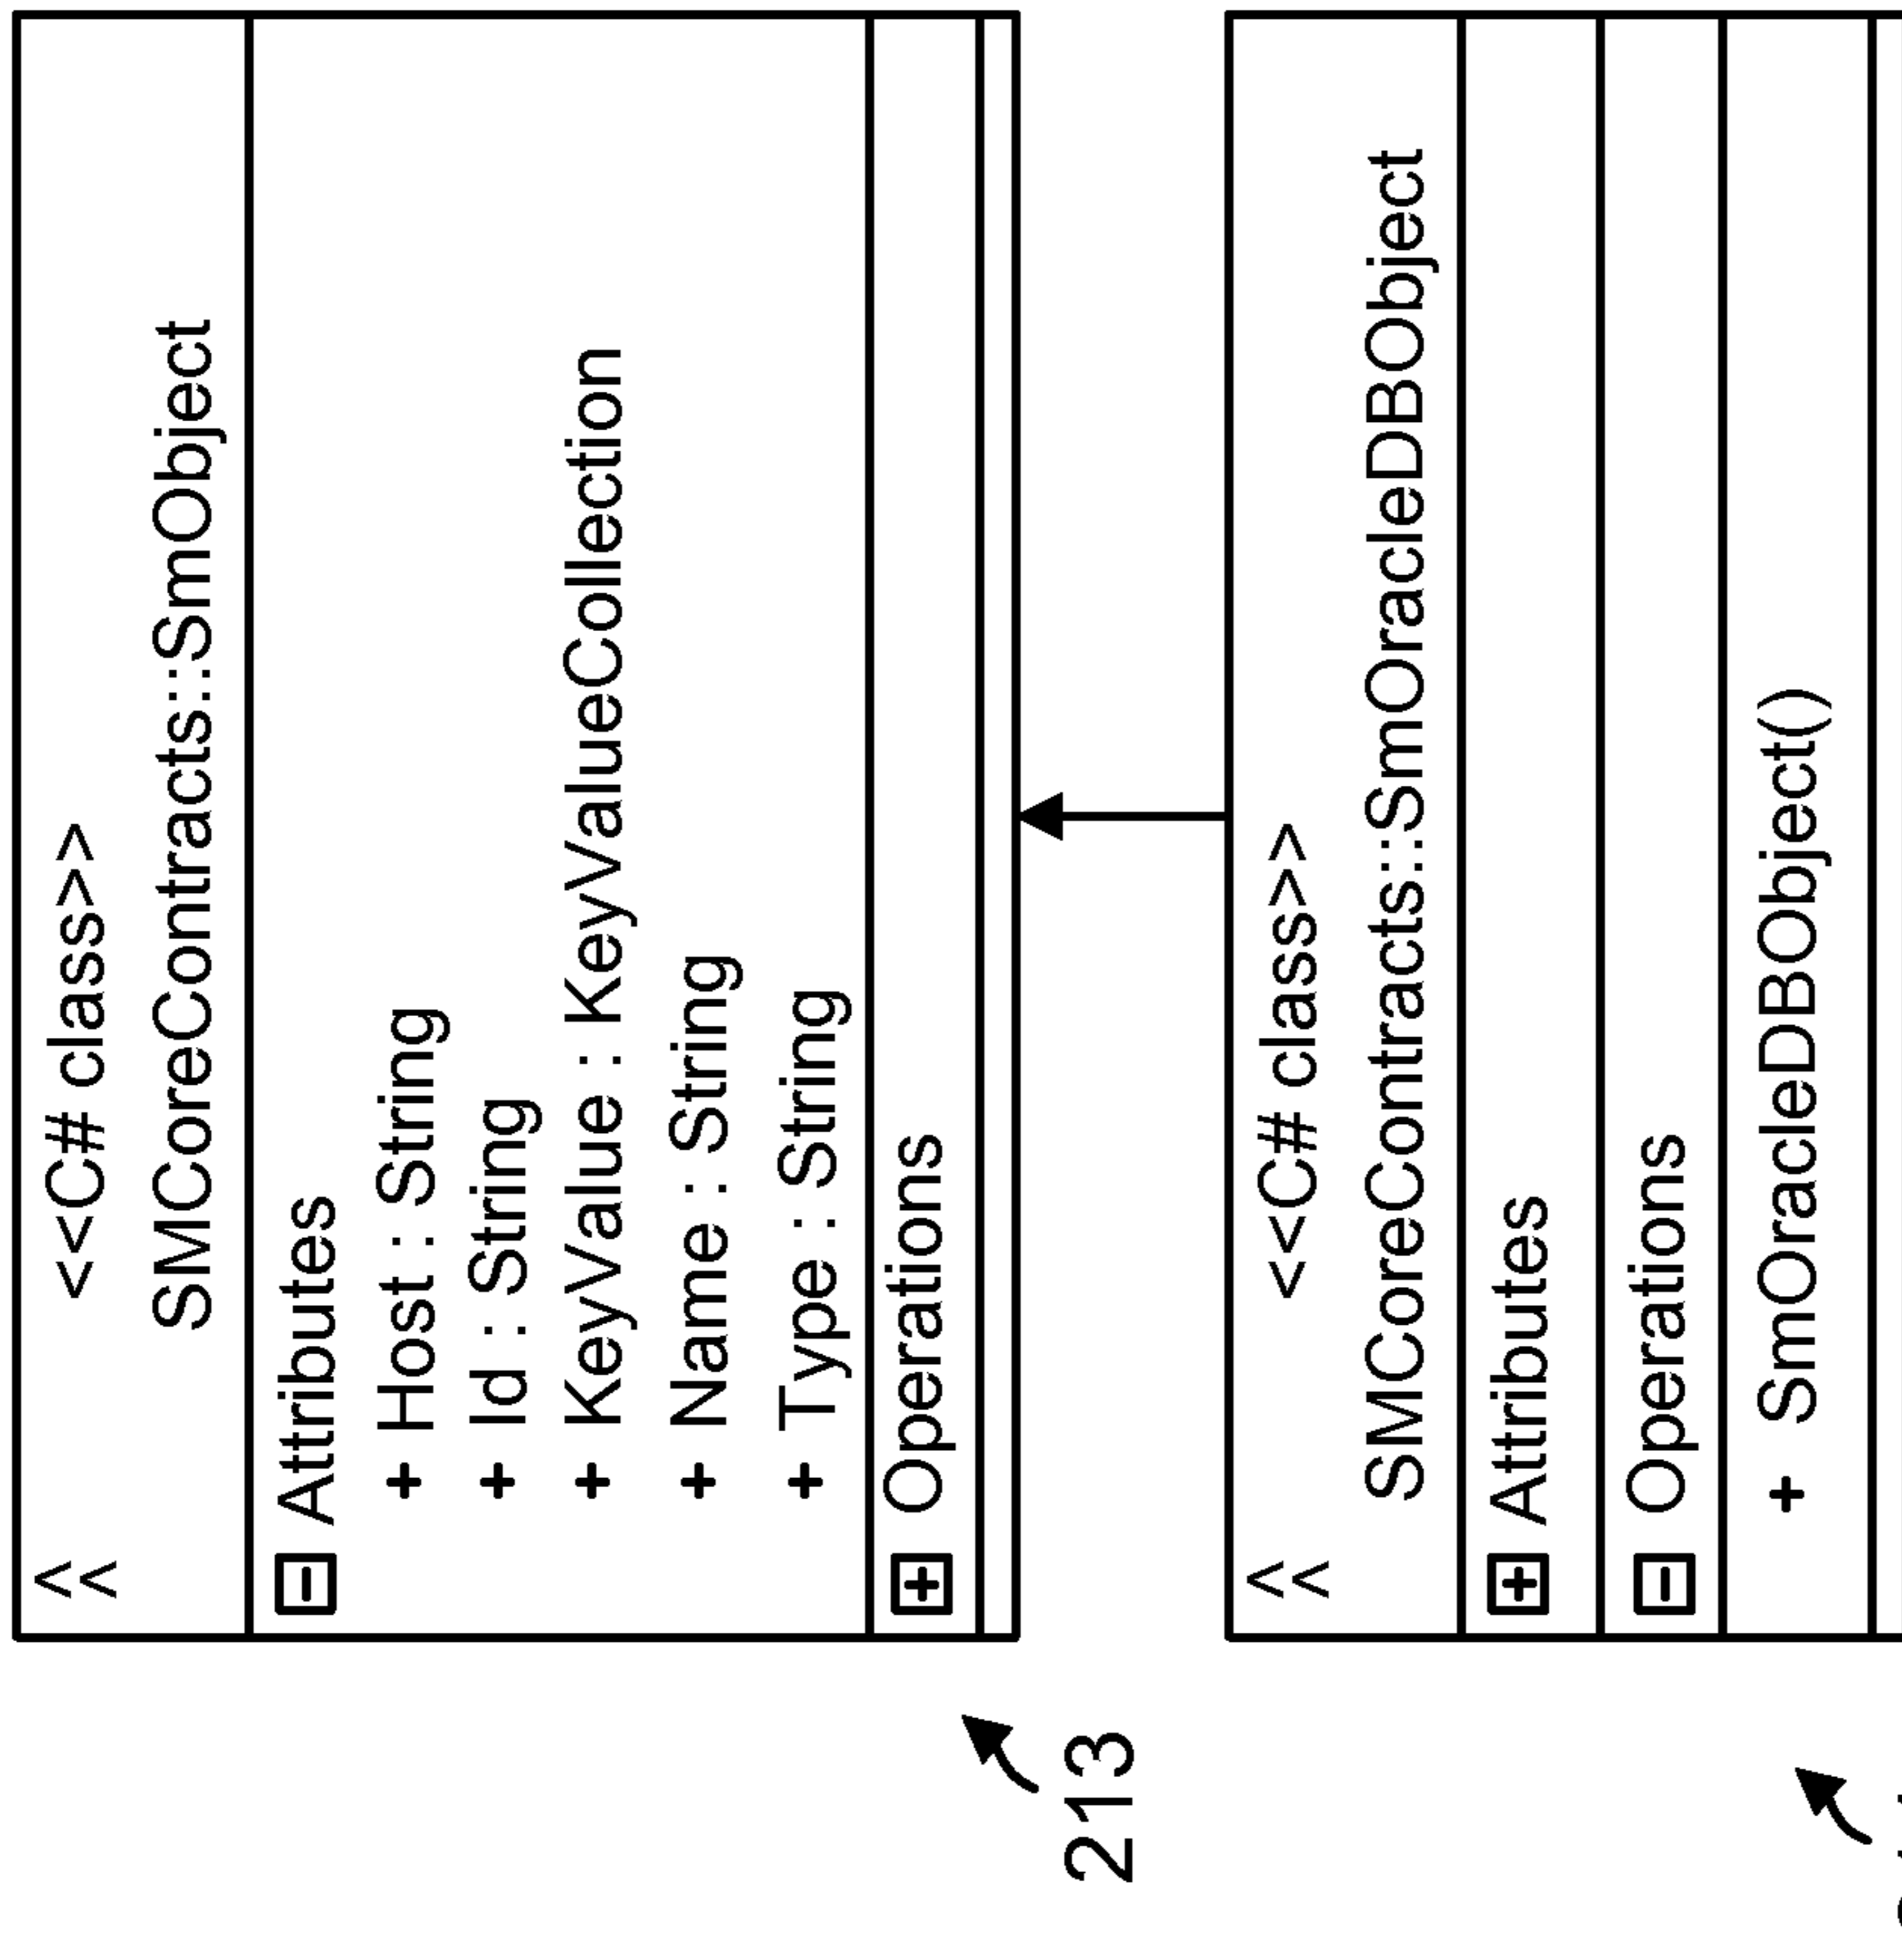 <<
<<C# class>>
SMCoreContracts::SmObject
Attributes
+ Host : String
+ Id : String
+ KeyValue : KeyValueCollection
+ Name : String
+ Type : String
Operations
213
<<
<<C# class>>
SMCoreContracts::SmOracleDBObject
Attributes
Operations
+ SmOracleDBObject()